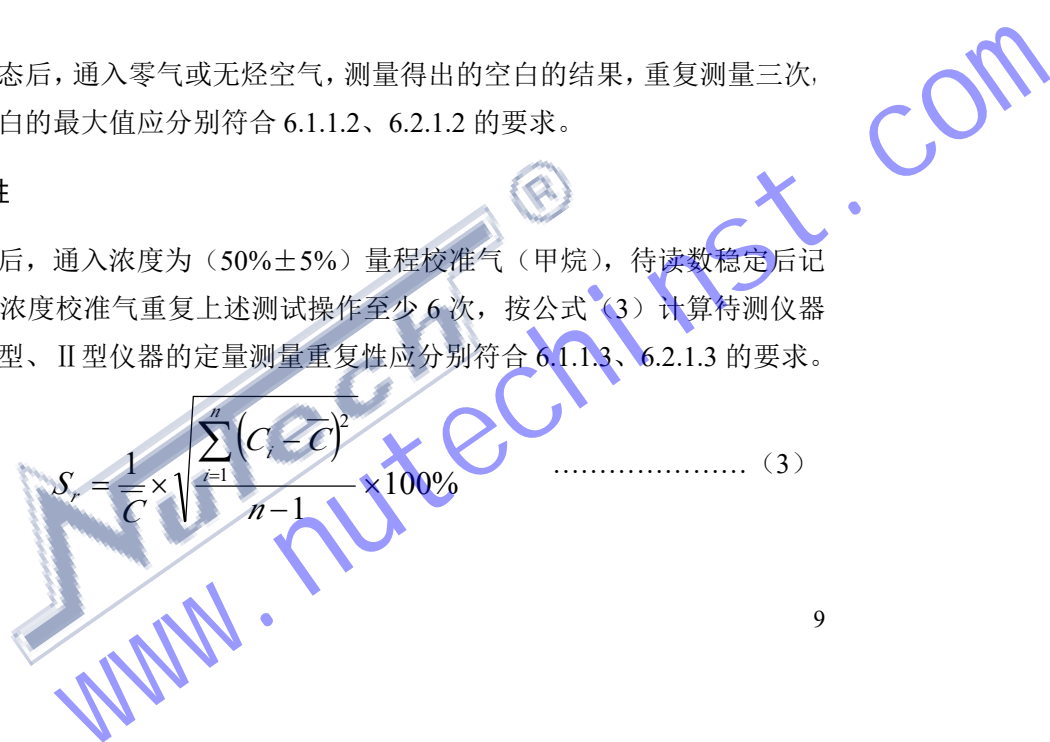 态后，通入零气或无烃空气，测量得出的空白的结果，重复测量三次，
白的最大值应分别符合 6.1.1.2、6.2.1.2 的要求。
性
后，通入浓度为（50%±5%）量程校准气（甲烷），待读数稳定后记
浓度校准气重复上述测试操作至少 6 次，按公式（3）计算待测仪器
型、Ⅱ型仪器的定量测量重复性应分别符合 6.1.1.3、6.2.1.3 的要求。
S_r = \frac{1}{\overline{C}} × \sqrt{\frac{\sum_{i=1}^{n}(C_i − \overline{C})^2}{n−1}} ×100% …………………（3）
9
Nutech ®
www.nutechinst.com